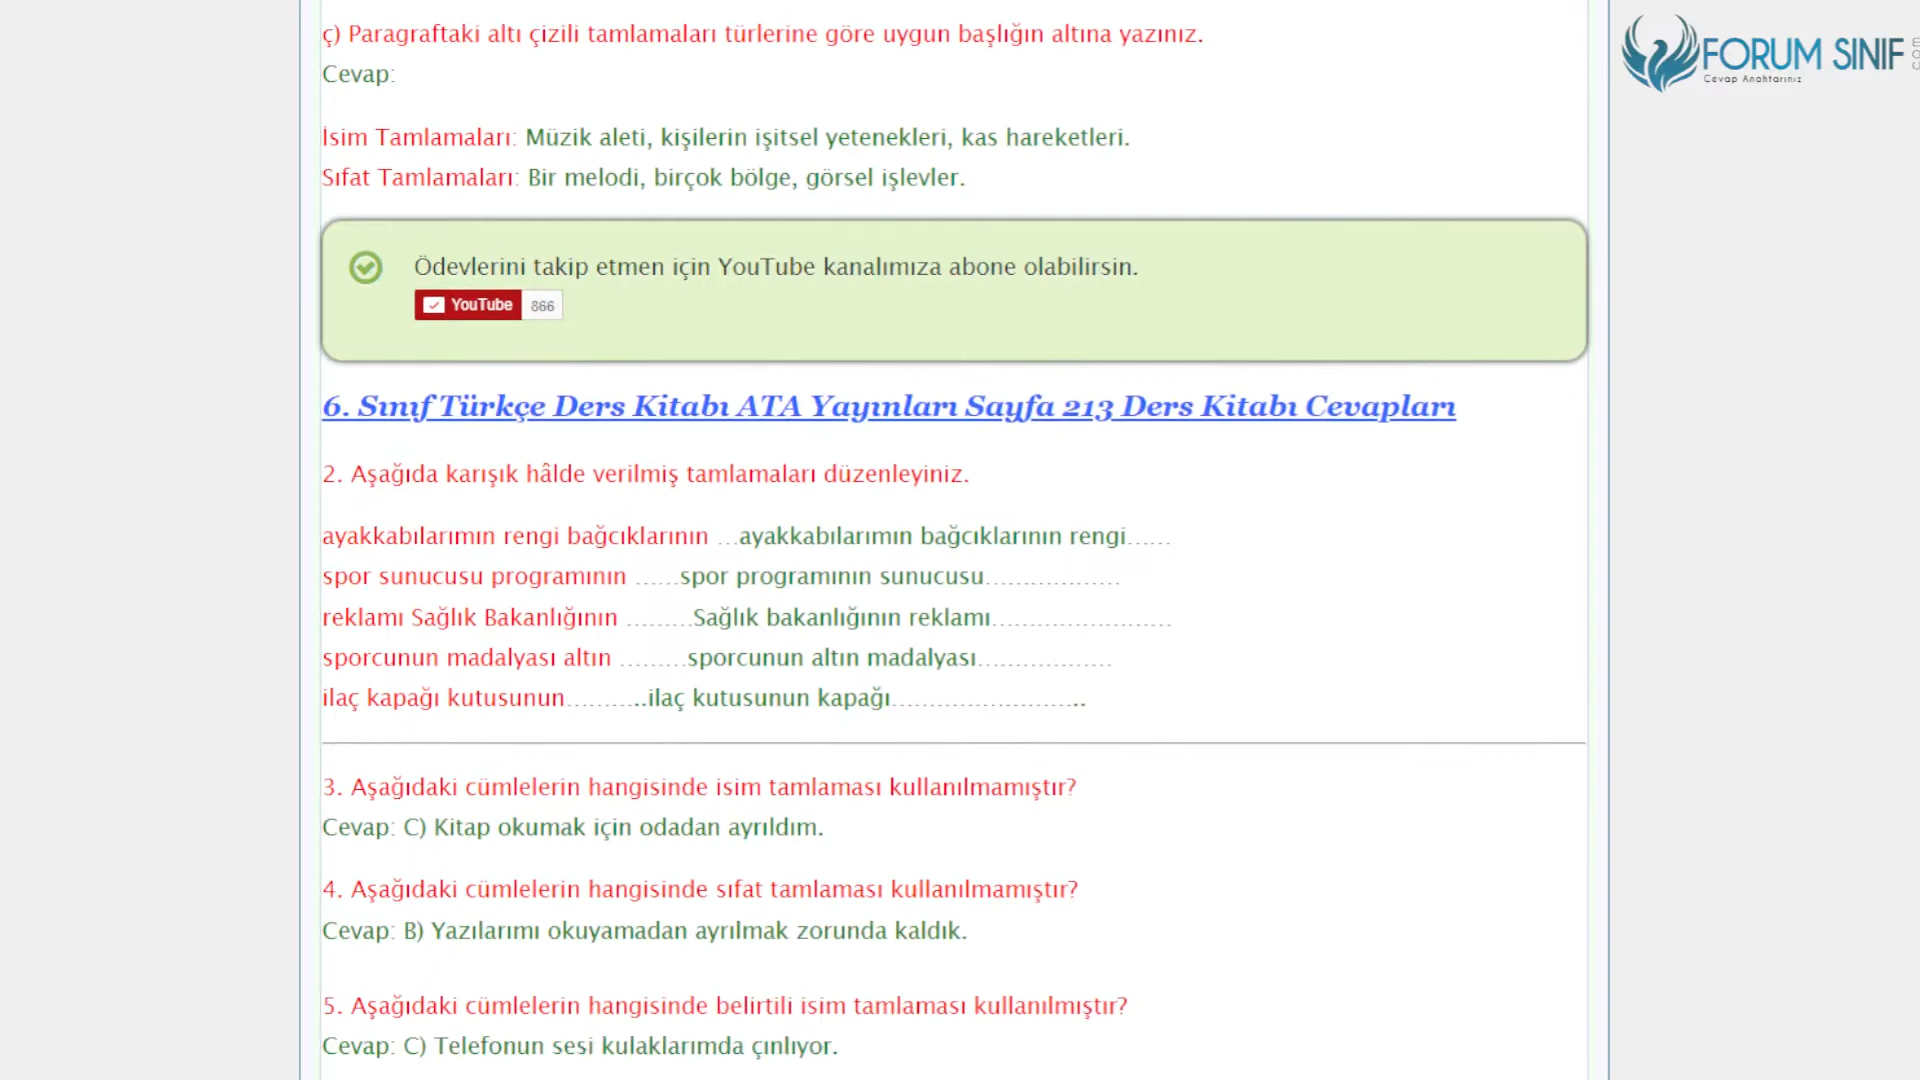 ç) Paragraftaki altı çizili tamlamaları türlerine göre uygun başlığın altına yazınız.
Cevap:
İsim Tamlamaları: Müzik aleti, kişilerin işitsel yetenekleri, kas hareketleri.
Sıfat Tamlamaları: Bir melodi, birçok bölge, görsel işlevler.
Ödevlerini takip etmen için YouTube kanalımıza abone olabilirsin.
YouTube 866
6. Sınıf Türkçe Ders Kitabı ATA Yayınları Sayfa 213 Ders Kitabı Cevapları
2. Aşağıda karışık hâlde verilmiş tamlamaları düzenleyiniz.
ayakkabılarımın rengi bağcıklarının …ayakkabılarımın bağcıklarının rengi……
spor sunucusu programının ……spor programının sunucusu………………
reklamı Sağlık Bakanlığının ………Sağlık bakanlığının reklamı……………………
sporcunun madalyası altın ………sporcunun altın madalyası………………
ilaç kapağı kutusunun………..ilaç kutusunun kapağı……………………..
3. Aşağıdaki cümlelerin hangisinde isim tamlaması kullanılmamıştır?
Cevap: C) Kitap okumak için odadan ayrıldım.
4. Aşağıdaki cümlelerin hangisinde sıfat tamlaması kullanılmamıştır?
Cevap: B) Yazılarımı okuyamadan ayrılmak zorunda kaldık.
5. Aşağıdaki cümlelerin hangisinde belirtili isim tamlaması kullanılmıştır?
Cevap: C) Telefonun sesi kulaklarımda çınlıyor.
FORUM SINIF
Cevap Anahtarınız